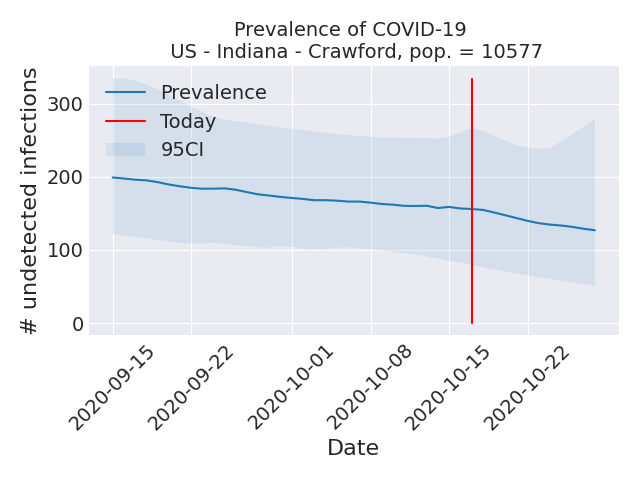 Prevalence of COVID-19
US - Indiana - Crawford, pop. = 10577
# undetected infections
300
200
100
0
Prevalence
Today
95CI
2020-09-15
2020-09-22
2020-10-01
2020-10-08
2020-10-15
2020-10-22
Date